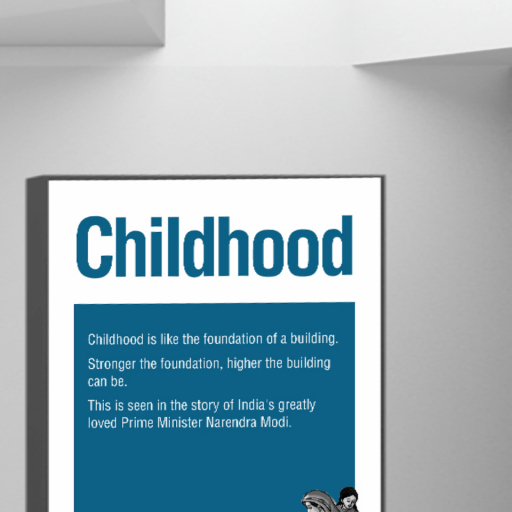 Childhood
Childhood is like the foundation of a building.
Stronger the foundation, higher the building
can be.
This is seen in the story of India's greatly
loved Prime Minister Narendra Modi.